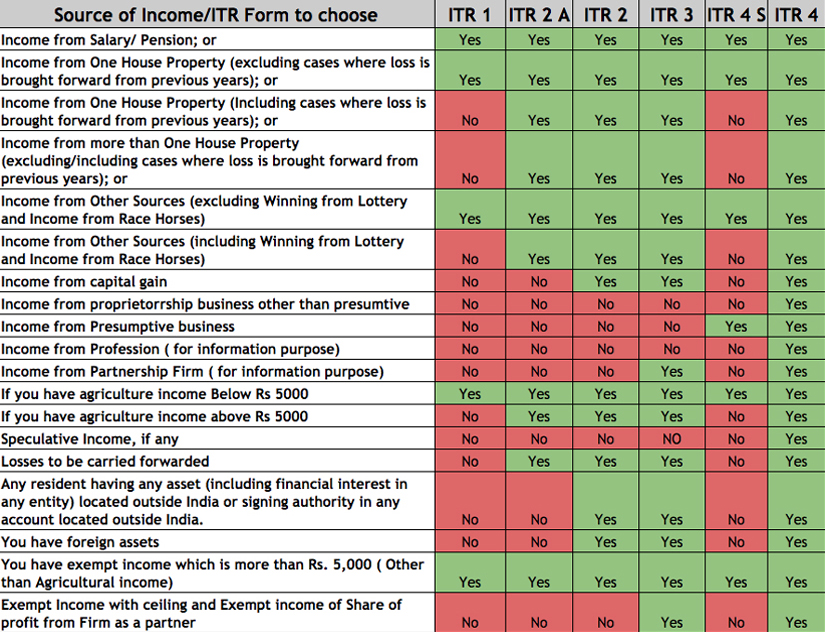 Source of Income/ITR Form to choose ITR 1 ITR 2 A ITR 2 ITR 3 ITR 4 S ITR 4
Income from Salary/ Pension; or Yes Yes Yes Yes Yes Yes
Income from One House Property (excluding cases where loss is
brought forward from previous years); or Yes Yes Yes Yes Yes Yes
Income from One House Property (Including cases where loss is
brought forward from previous years); or No Yes Yes Yes No Yes
Income from more than One House Property
(excluding/including cases where loss is brought forward from
previous years); or No Yes Yes Yes No Yes
Income from Other Sources (excluding Winning from Lottery
and Income from Race Horses) Yes Yes Yes Yes Yes Yes
Income from Other Sources (including Winning from Lottery
and Income from Race Horses) No Yes Yes Yes No Yes
Income from capital gain No No Yes Yes No Yes
Income from proprietorrship business other than presumtive No No No No No Yes
Income from Presumptive business No No No No Yes Yes
Income from Profession ( for information purpose) No No No No No Yes
Income from Partnership Firm ( for information purpose) No No No Yes No Yes
If you have agriculture income Below Rs 5000 Yes Yes Yes Yes Yes Yes
If you have agriculture income above Rs 5000 No Yes Yes Yes No Yes
Speculative Income, if any No No No NO No Yes
Losses to be carried forwarded No Yes Yes Yes No Yes
Any resident having any asset (including financial interest in
any entity) located outside India or signing authority in any
account located outside India. No No Yes Yes No Yes
You have foreign assets No No Yes Yes No Yes
You have exempt income which is more than Rs. 5,000 ( Other
than Agricultural income) Yes Yes Yes Yes Yes Yes
Exempt Income with ceiling and Exempt income of Share of
profit from Firm as a partner No No No Yes No Yes